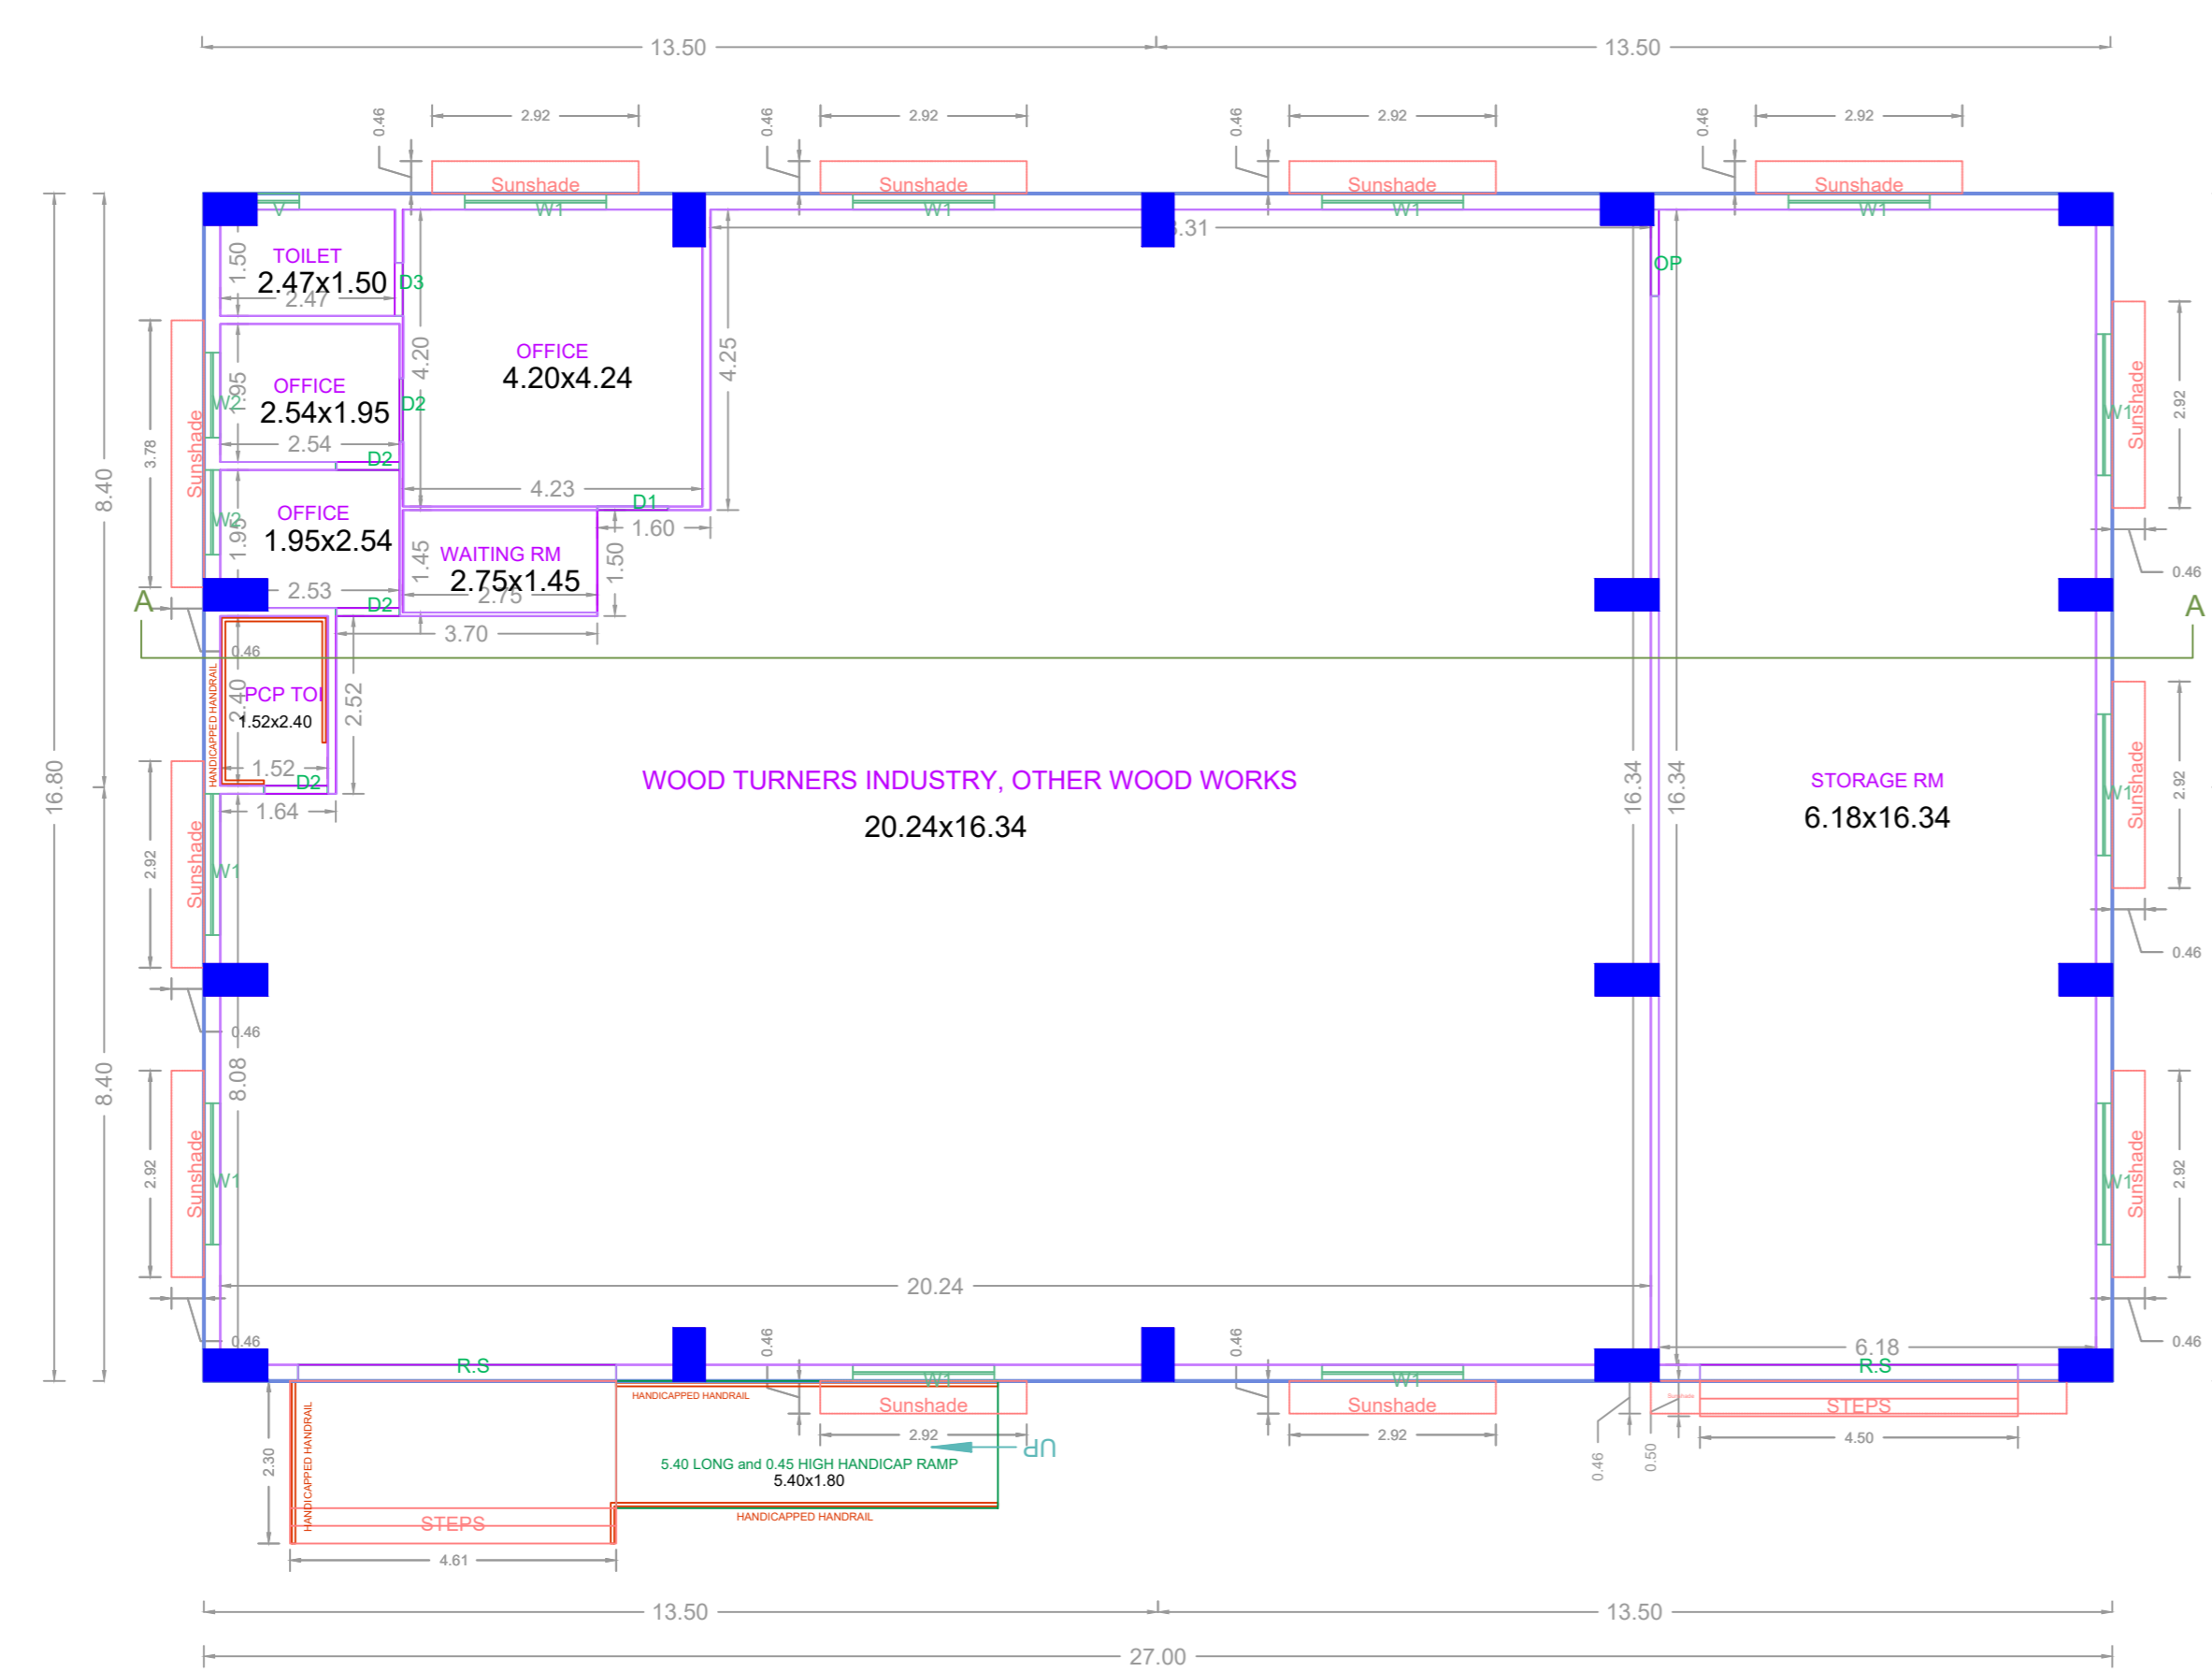 13.50
13.50
2.92
2.92
2.92
2.92
0.46
0.46
0.46
0.46
Sunshade
Sunshade
Sunshade
Sunshade
V
W1
W1
W1
W1
.31
TOILET
2.47x1.50
1.50
2.47
D3
OP
OFFICE
4.20x4.24
4.20
4.25
4.23
D1
1.60
OFFICE
2.54x1.95
2.54
D2
D2
W2
3.78
Sunshade
8.40
16.80
OFFICE
1.95x2.54
1.95
2.53
D2
WAITING RM
2.75x1.45
2.75
1.45
1.50
3.70
A
A
0.46
HANDICAPPED HANDRAIL
PCP TOI
1.52x2.40
2.40
2.52
1.52
D2
1.64
WOOD TURNERS INDUSTRY, OTHER WOOD WORKS
20.24x16.34
16.34
16.34
STORAGE RM
6.18x16.34
W1
Sunshade
2.92
0.46
W1
Sunshade
2.92
0.46
W1
Sunshade
2.92
0.46
2.92
Sunshade
W1
0.46
8.40
8.08
2.92
Sunshade
W1
0.46
20.24
6.18
R.S
R.S
0.46
W1
0.46
W1
HANDICAPPED HANDRAIL
Sunshade
Sunshade
Sunshade
STEPS
2.92
2.92
4.50
0.46
0.50
UP
HANDICAPPED HANDRAIL
2.30
5.40 LONG and 0.45 HIGH HANDICAP RAMP
5.40x1.80
HANDICAPPED HANDRAIL
STEPS
4.61
13.50
13.50
27.00